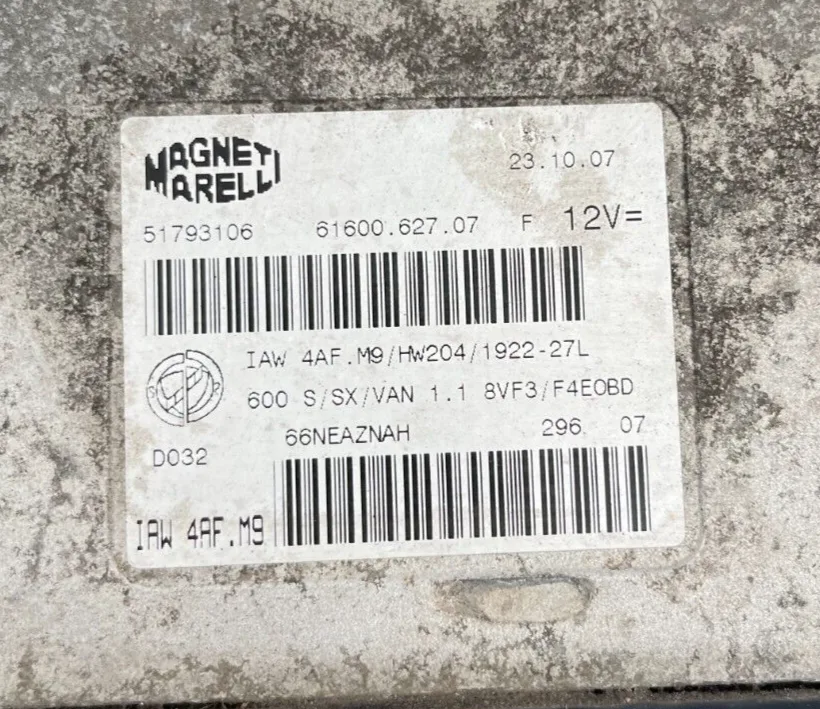 MAGNETI
MARELLI
23.10.07
51793106 61600.627.07 F 12V=
IAW 4AF.M9/HW204/1922-27L
600 S/SX/VAN 1.1 8VF3/F4EOBD
66NEAZNAH 296 07
D032
IAW 4AF.M9